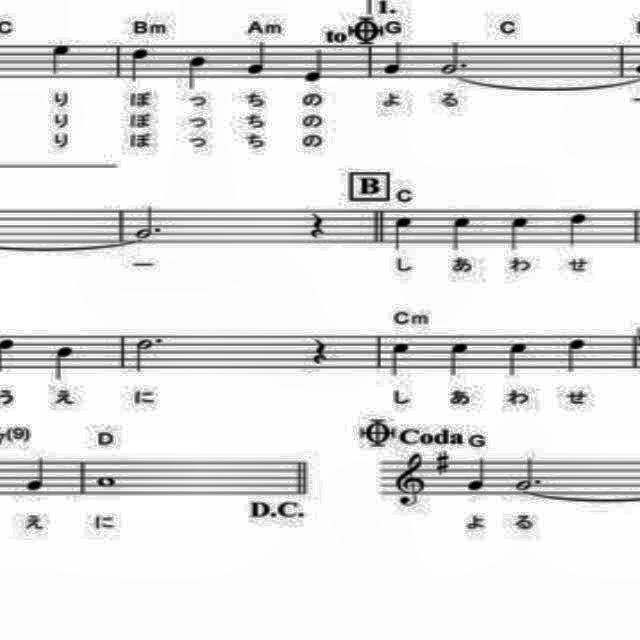 C Bm Am to G 1. C
り ぼ っ ち の よ る ー
り ぼ っ ち の
り ぼ っ ち の
B C
ー し あ わ せ
Cm
う え に し あ わ せ
7(9) D Coda G
D.C.
え に よ る